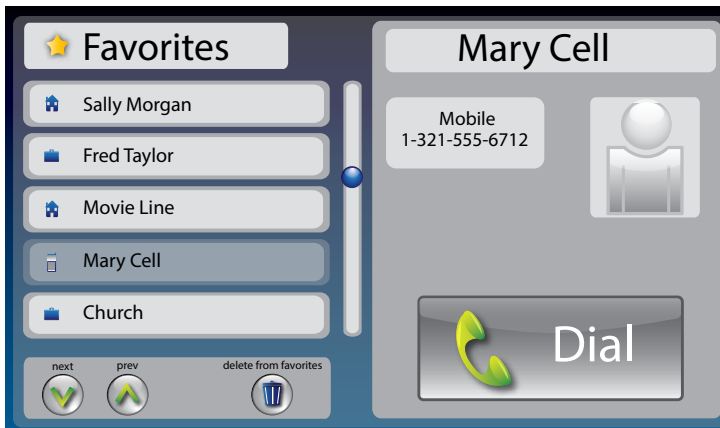 Favorites
Sally Morgan
Fred Taylor
Movie Line
Mary Cell
Church
next
prev
delete from favorites
Mary Cell
Mobile
1-321-555-6712
Dial